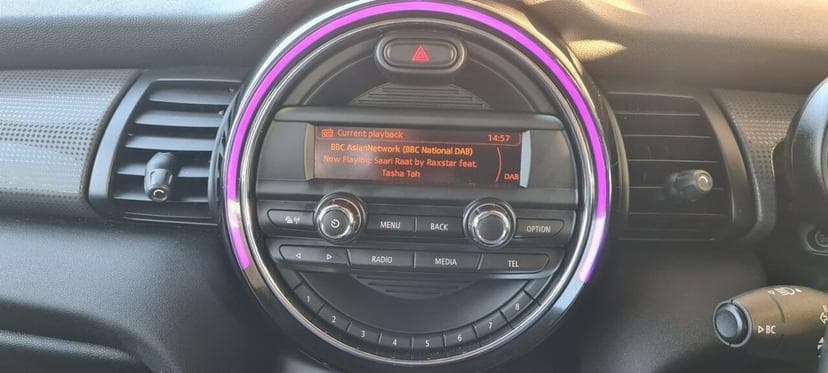 Current playback 14:57
BBC AsianNetwork (BBC National DAB)
Now Playing: Saari Raat by Raxstar feat.
Tasha Tah
DAB
MENU BACK OPTION
RADIO MEDIA TEL
1 2 3 4 5 6 7 8
BC